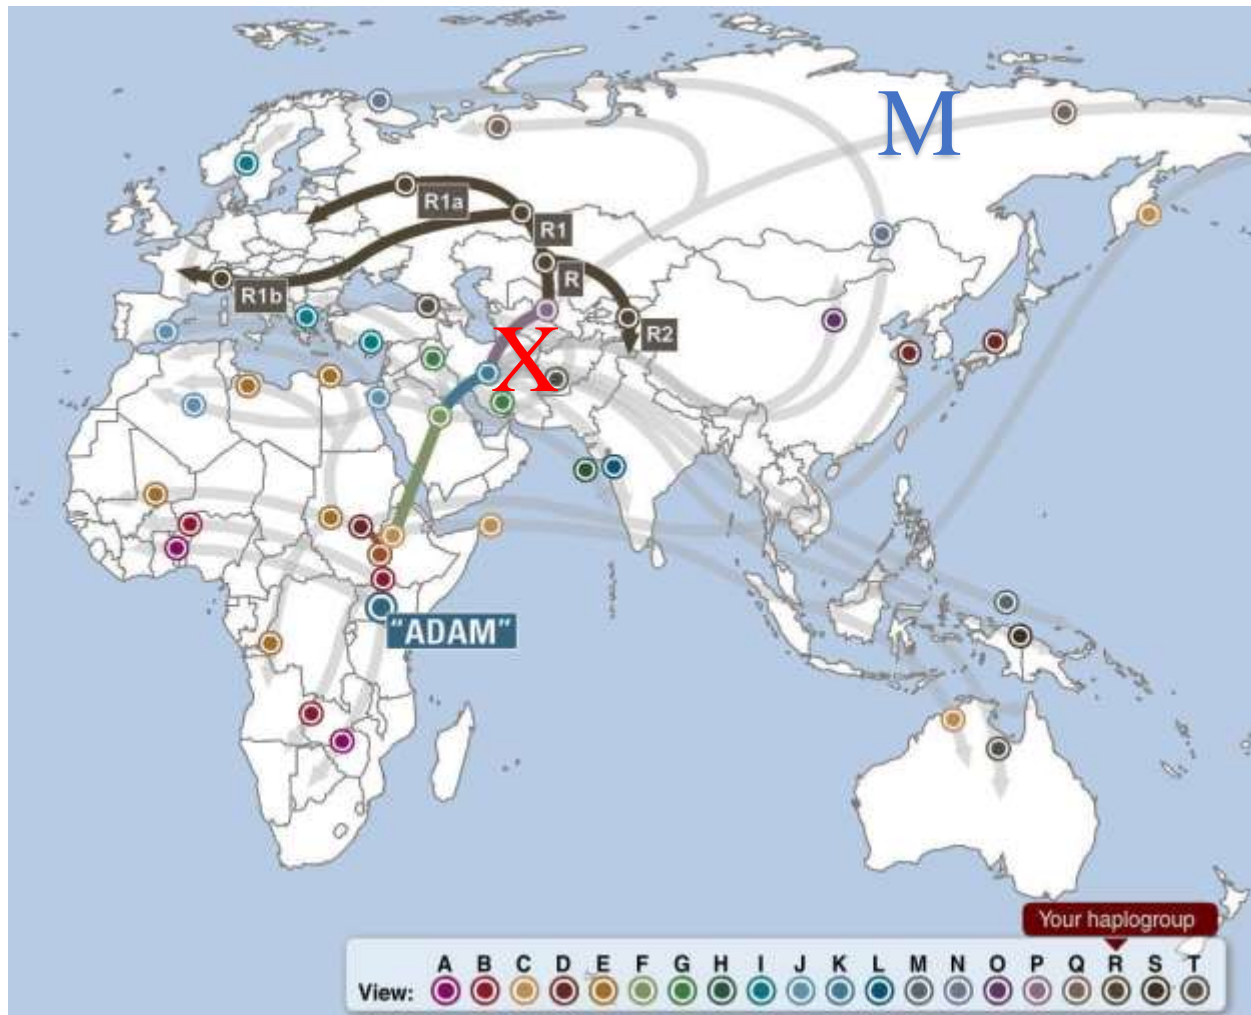 M
R1a
R1
R
R1b
R2
X
"ADAM"
Your haplogroup
A B C D E F G H I J K L M N O P Q R S T
View: